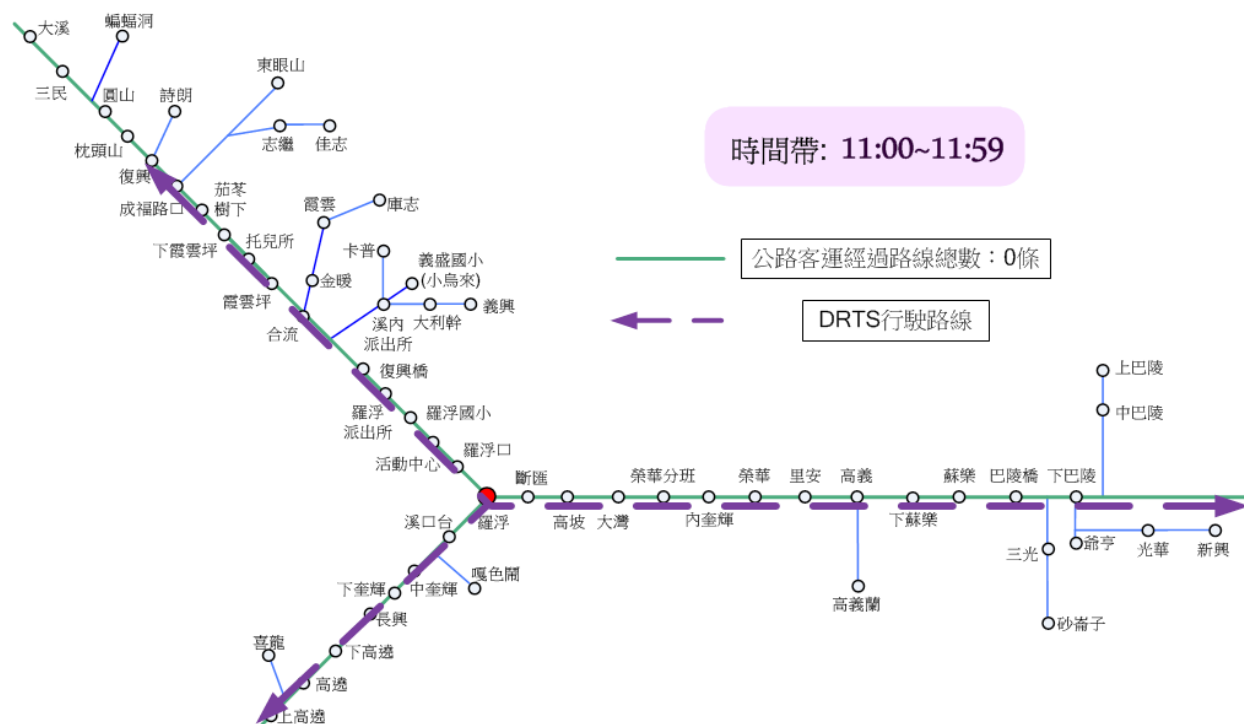 大溪
蝙蝠洞
三民
圓山
詩朗
東眼山
枕頭山
志繼
佳志
復興
成福路口
茄苳
樹下
時間帶: 11:00~11:59
下霞雲坪
托兒所
霞雲
庫志
卡普
義盛國小
(小烏來)
公路客運經過路線總數：0條
霞雲坪
金暖
溪內
派出所
大利幹
義興
DRTS行駛路線
合流
復興橋
羅浮
派出所
羅浮國小
活動中心
羅浮口
上巴陵
中巴陵
斷匯
榮華分班
榮華
里安
高義
蘇樂
巴陵橋
下巴陵
溪口台
羅浮
高坡
大灣
內奎輝
下蘇樂
三光
爺亨
光華
新興
下奎輝
中奎輝
嘎色鬧
高義蘭
砂崙子
長興
喜龍
下高遶
高遶
上高遶